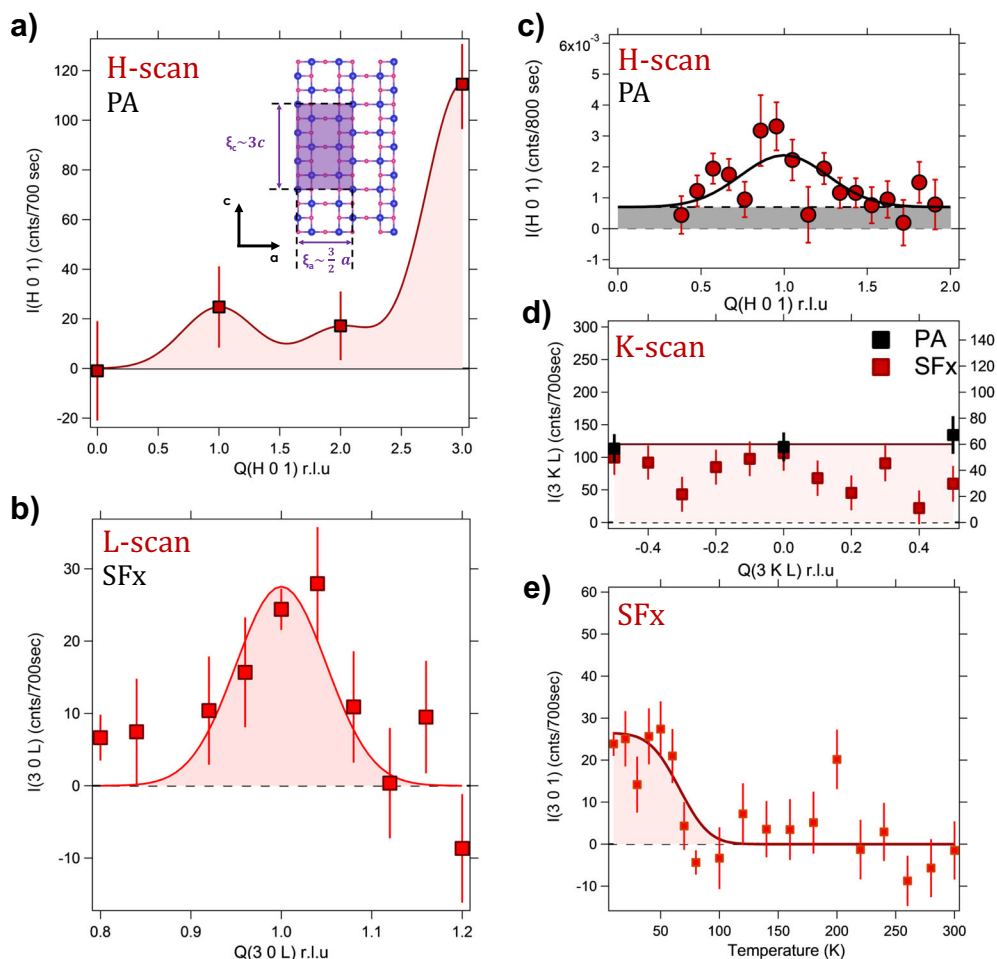 a)
H-scan
PA
I(H 0 1) (cnts/700 sec)
120
100
80
60
40
20
0
-20
0.0 0.5 1.0 1.5 2.0 2.5 3.0
Q(H 0 1) r.l.u
ξc~3c
c
a
ξa~ 3/2 a
b)
L-scan
SFx
I(3 0 L) (cnts/700sec)
30
20
10
0
-10
0.8 0.9 1.0 1.1 1.2
Q(3 0 L) r.l.u
c)
H-scan
PA
I(H 0 1) (cnts/800 sec)
6x10⁻³
4
3
2
1
0
-1
0.0 0.5 1.0 1.5 2.0
Q(H 0 1) r.l.u
d)
K-scan
PA
SFx
I(3 K L) (cnts/700sec)
300
250
200
150
100
50
0
140
120
100
80
60
40
20
0
-0.4 -0.2 0.0 0.2 0.4
Q(3 K L) r.l.u
e)
SFx
I(3 0 1) (cnts/700sec)
60
50
40
30
20
10
0
-10
50 100 150 200 250 300
Temperature (K)